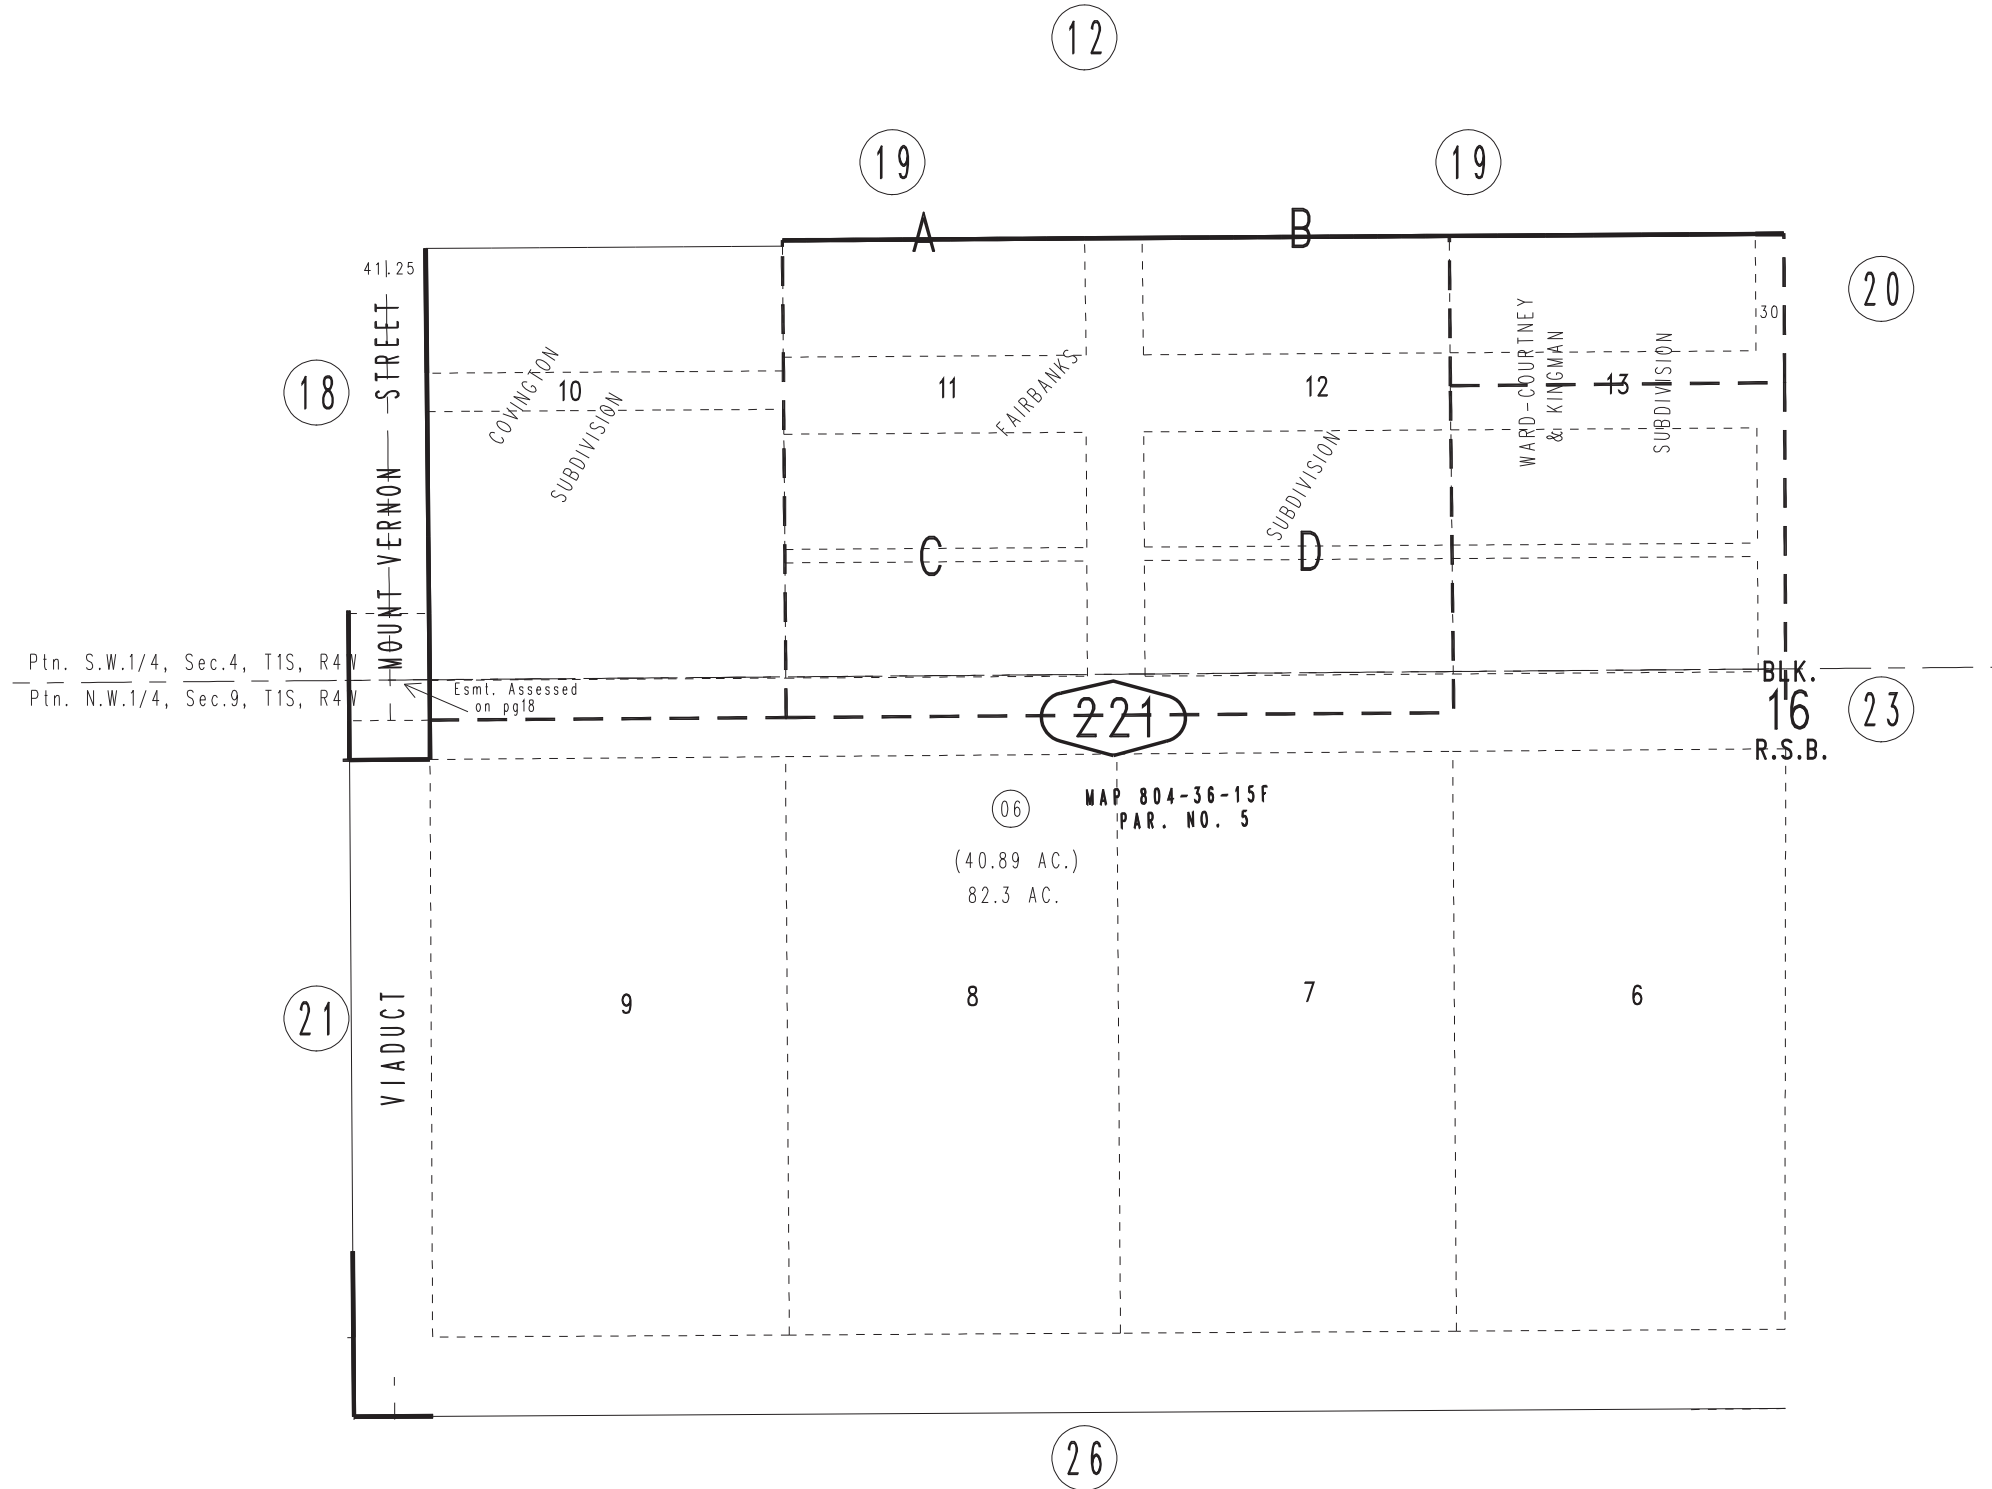 12
19
19
A
B
41.25
20
30
MOUNT VERNON STREET
18
COVINGTON
SUBDIVISION
10
11
FAIRBANKS
12
SUBDIVISION
WARD-COURTNEY
& KINGMAN
SUBDIVISION
13
C
D
Ptn. S.W.1/4, Sec.4, T1S, R4W
Ptn. N.W.1/4, Sec.9, T1S, R4W
Esmt. Assessed
on pg18
221
BLK.
16
R.S.B.
23
06
MAP 804-36-15F
PAR. NO. 5
(40.89 AC.)
82.3 AC.
21
VIADUCT
9
8
7
6
26